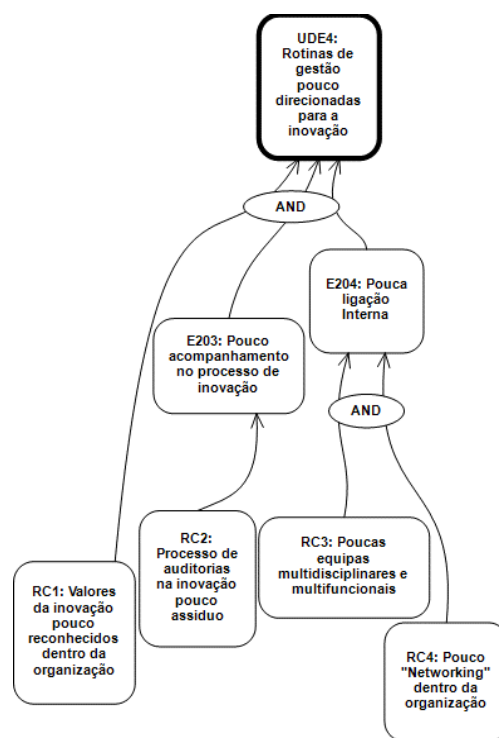 UDE4:
Rotinas de
gestão
pouco
direcionadas
para a
inovação
AND
E204: Pouca
ligação
Interna
E203: Pouco
acompanhamento
no processo de
inovação
AND
RC2:
Processo de
auditorias
na inovação
pouco
assiduo
RC3: Poucas
equipas
multidisciplinares e
multifuncionais
RC1: Valores
da inovação
pouco
reconhecidos
dentro da
organização
RC4: Pouco
"Networking"
dentro da
organização